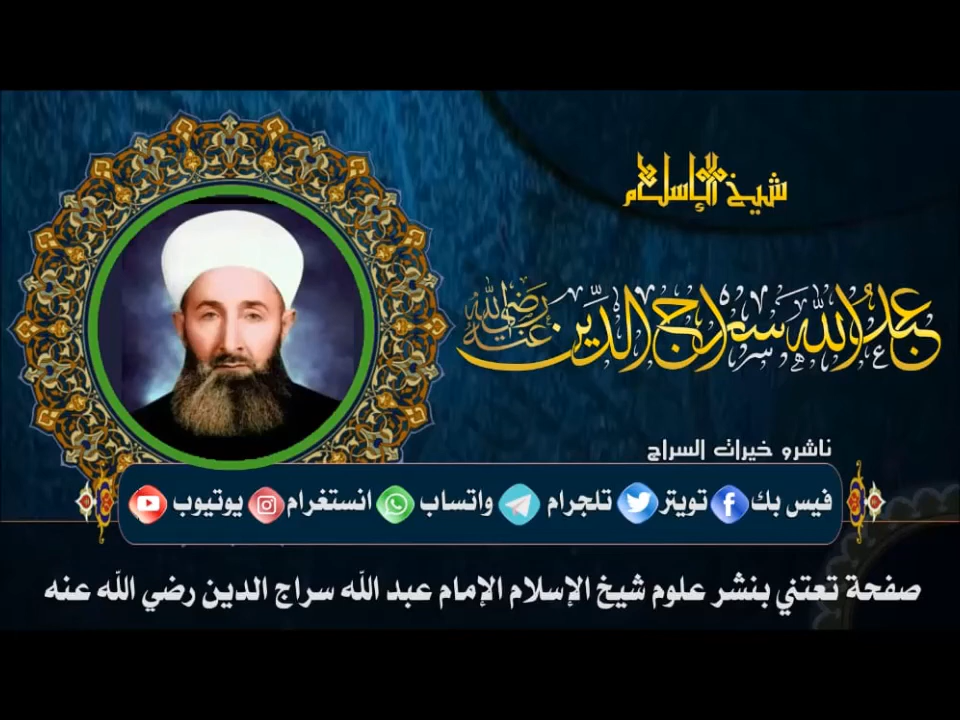 شيخ الإسلام
عبد الله سراج الدين رضي الله عنه
ناشرو خيرات السراج
فيس بك تويتر تلجرام واتساب انستغرام يوتيوب
صفحة تعتني بنشر علوم شيخ الإسلام الإمام عبد الله سراج الدين رضي الله عنه